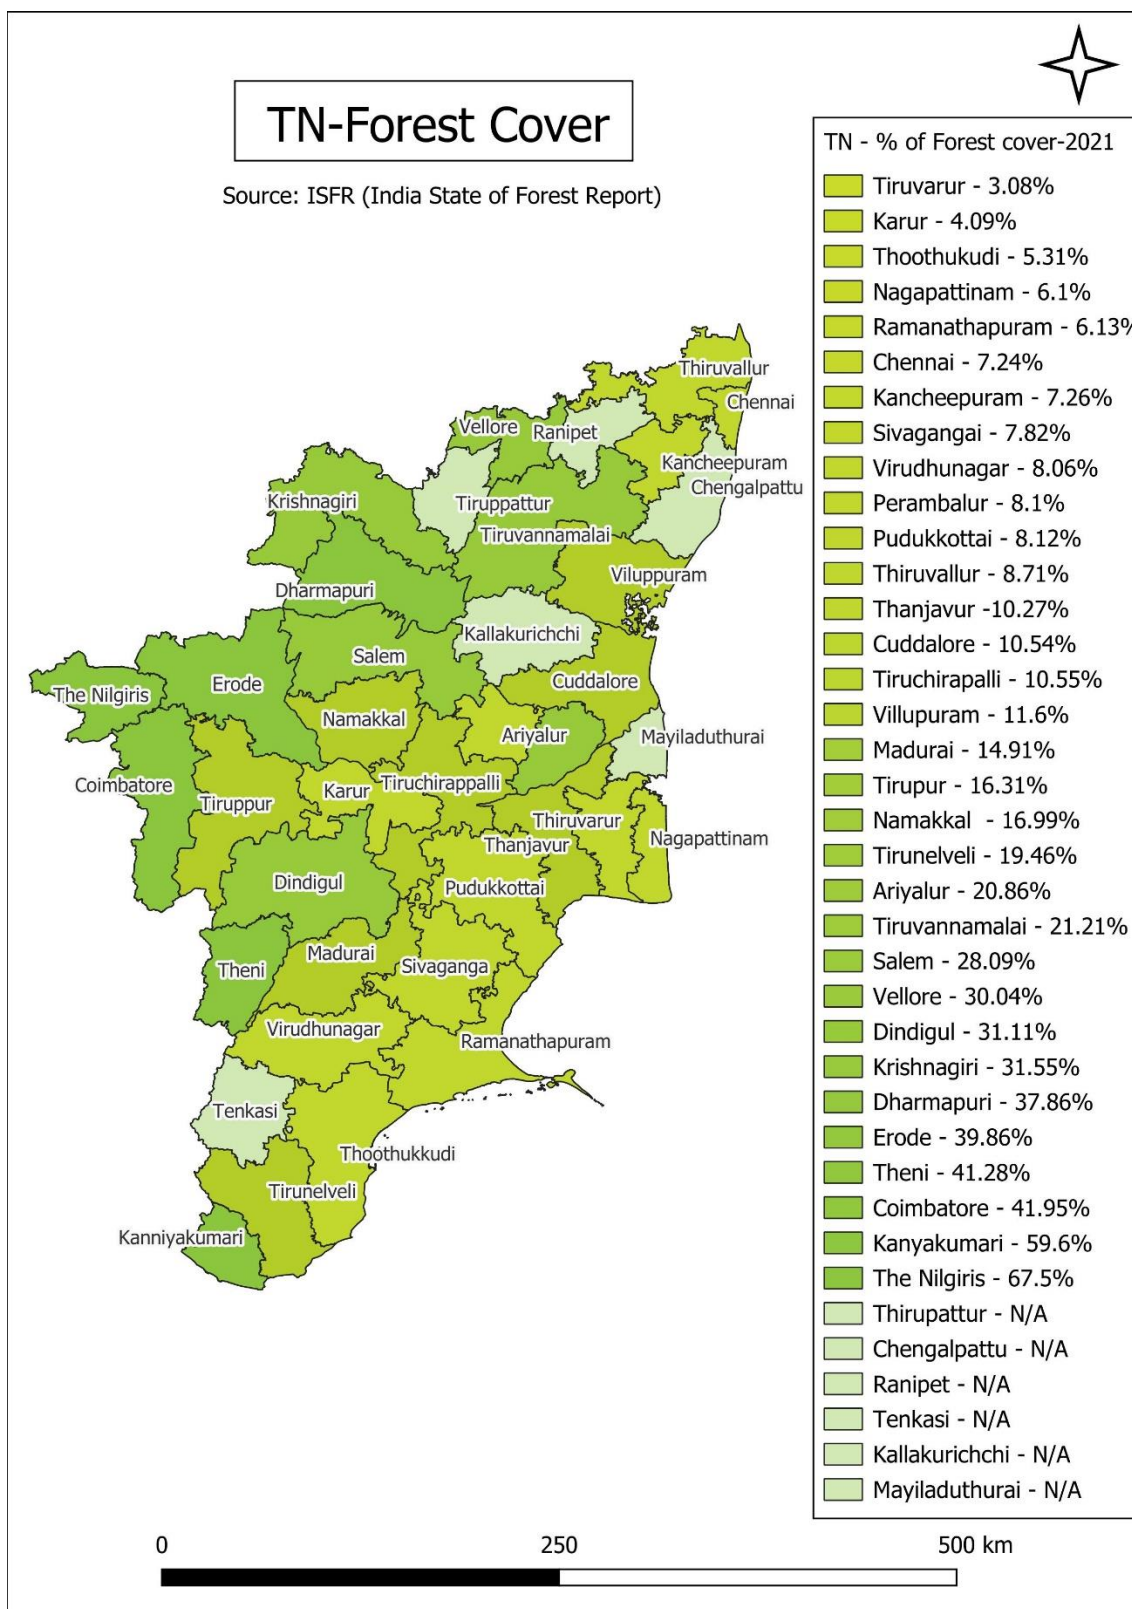 TN-Forest Cover
Source: ISFR (India State of Forest Report)
TN - % of Forest cover-2021
Tiruvarur - 3.08%
Karur - 4.09%
Thoothukudi - 5.31%
Nagapattinam - 6.1%
Ramanathapuram - 6.13%
Chennai - 7.24%
Kancheepuram - 7.26%
Sivagangai - 7.82%
Virudhunagar - 8.06%
Perambalur - 8.1%
Pudukkottai - 8.12%
Thiruvallur - 8.71%
Thanjavur -10.27%
Cuddalore - 10.54%
Tiruchirapalli - 10.55%
Villupuram - 11.6%
Madurai - 14.91%
Tirupur - 16.31%
Namakkal - 16.99%
Tirunelveli - 19.46%
Ariyalur - 20.86%
Tiruvannamalai - 21.21%
Salem - 28.09%
Vellore - 30.04%
Dindigul - 31.11%
Krishnagiri - 31.55%
Dharmapuri - 37.86%
Erode - 39.86%
Theni - 41.28%
Coimbatore - 41.95%
Kanyakumari - 59.6%
The Nilgiris - 67.5%
Thirupattur - N/A
Chengalpattu - N/A
Ranipet - N/A
Tenkasi - N/A
Kallakurichchi - N/A
Mayiladuthurai - N/A
Thiruvallur
Chennai
Vellore
Ranipet
Kancheepuram
Chengalpattu
Krishnagiri
Tiruppattur
Tiruvannamalai
Viluppuram
Dharmapuri
Kallakurichchi
Salem
Erode
The Nilgiris
Cuddalore
Namakkal
Ariyalur
Mayiladuthurai
Coimbatore
Tiruppur
Karur
Tiruchirappalli
Thiruvarur
Nagapattinam
Thanjavur
Dindigul
Pudukkottai
Madurai
Sivaganga
Theni
Virudhunagar
Ramanathapuram
Tenkasi
Thoothukkudi
Tirunelveli
Kanniyakumari
0 250 500 km